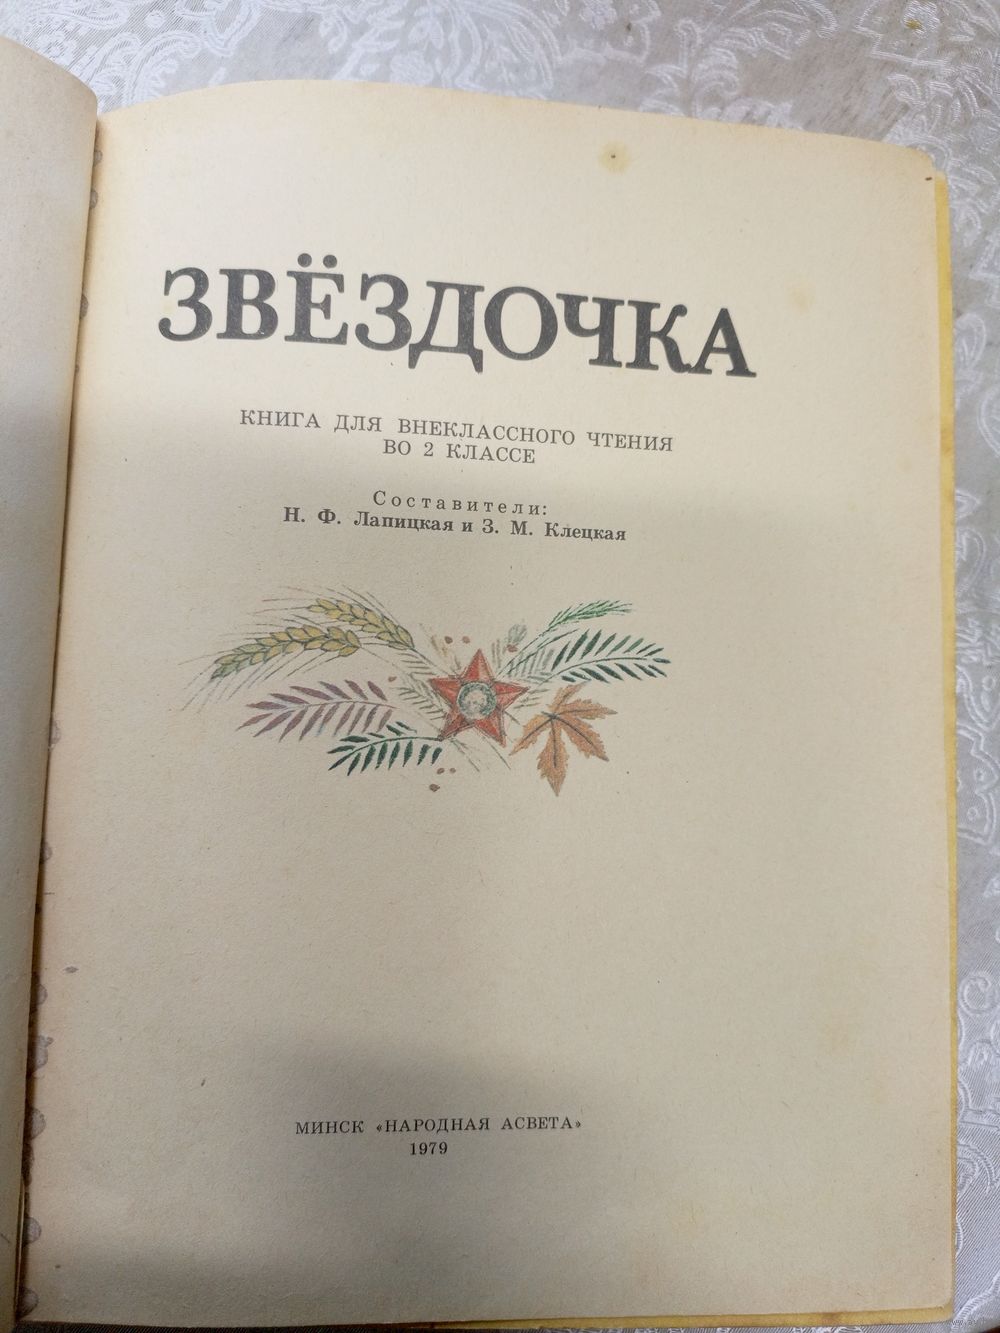 ЗВЁЗДОЧКА
КНИГА ДЛЯ ВНЕКЛАССНОГО ЧТЕНИЯ
ВО 2 КЛАССЕ
Составители:
Н. Ф. Лапицкая и З. М. Клецкая
МИНСК «НАРОДНАЯ АСВЕТА»
1979